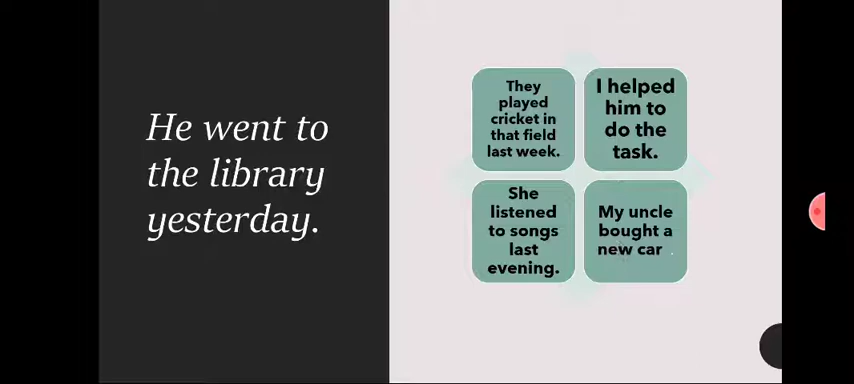 He went to
the library
yesterday.
They
played
cricket in
that field
last week.
I helped
him to
do the
task.
She
listened
to songs
last
evening.
My uncle
bought a
new car .